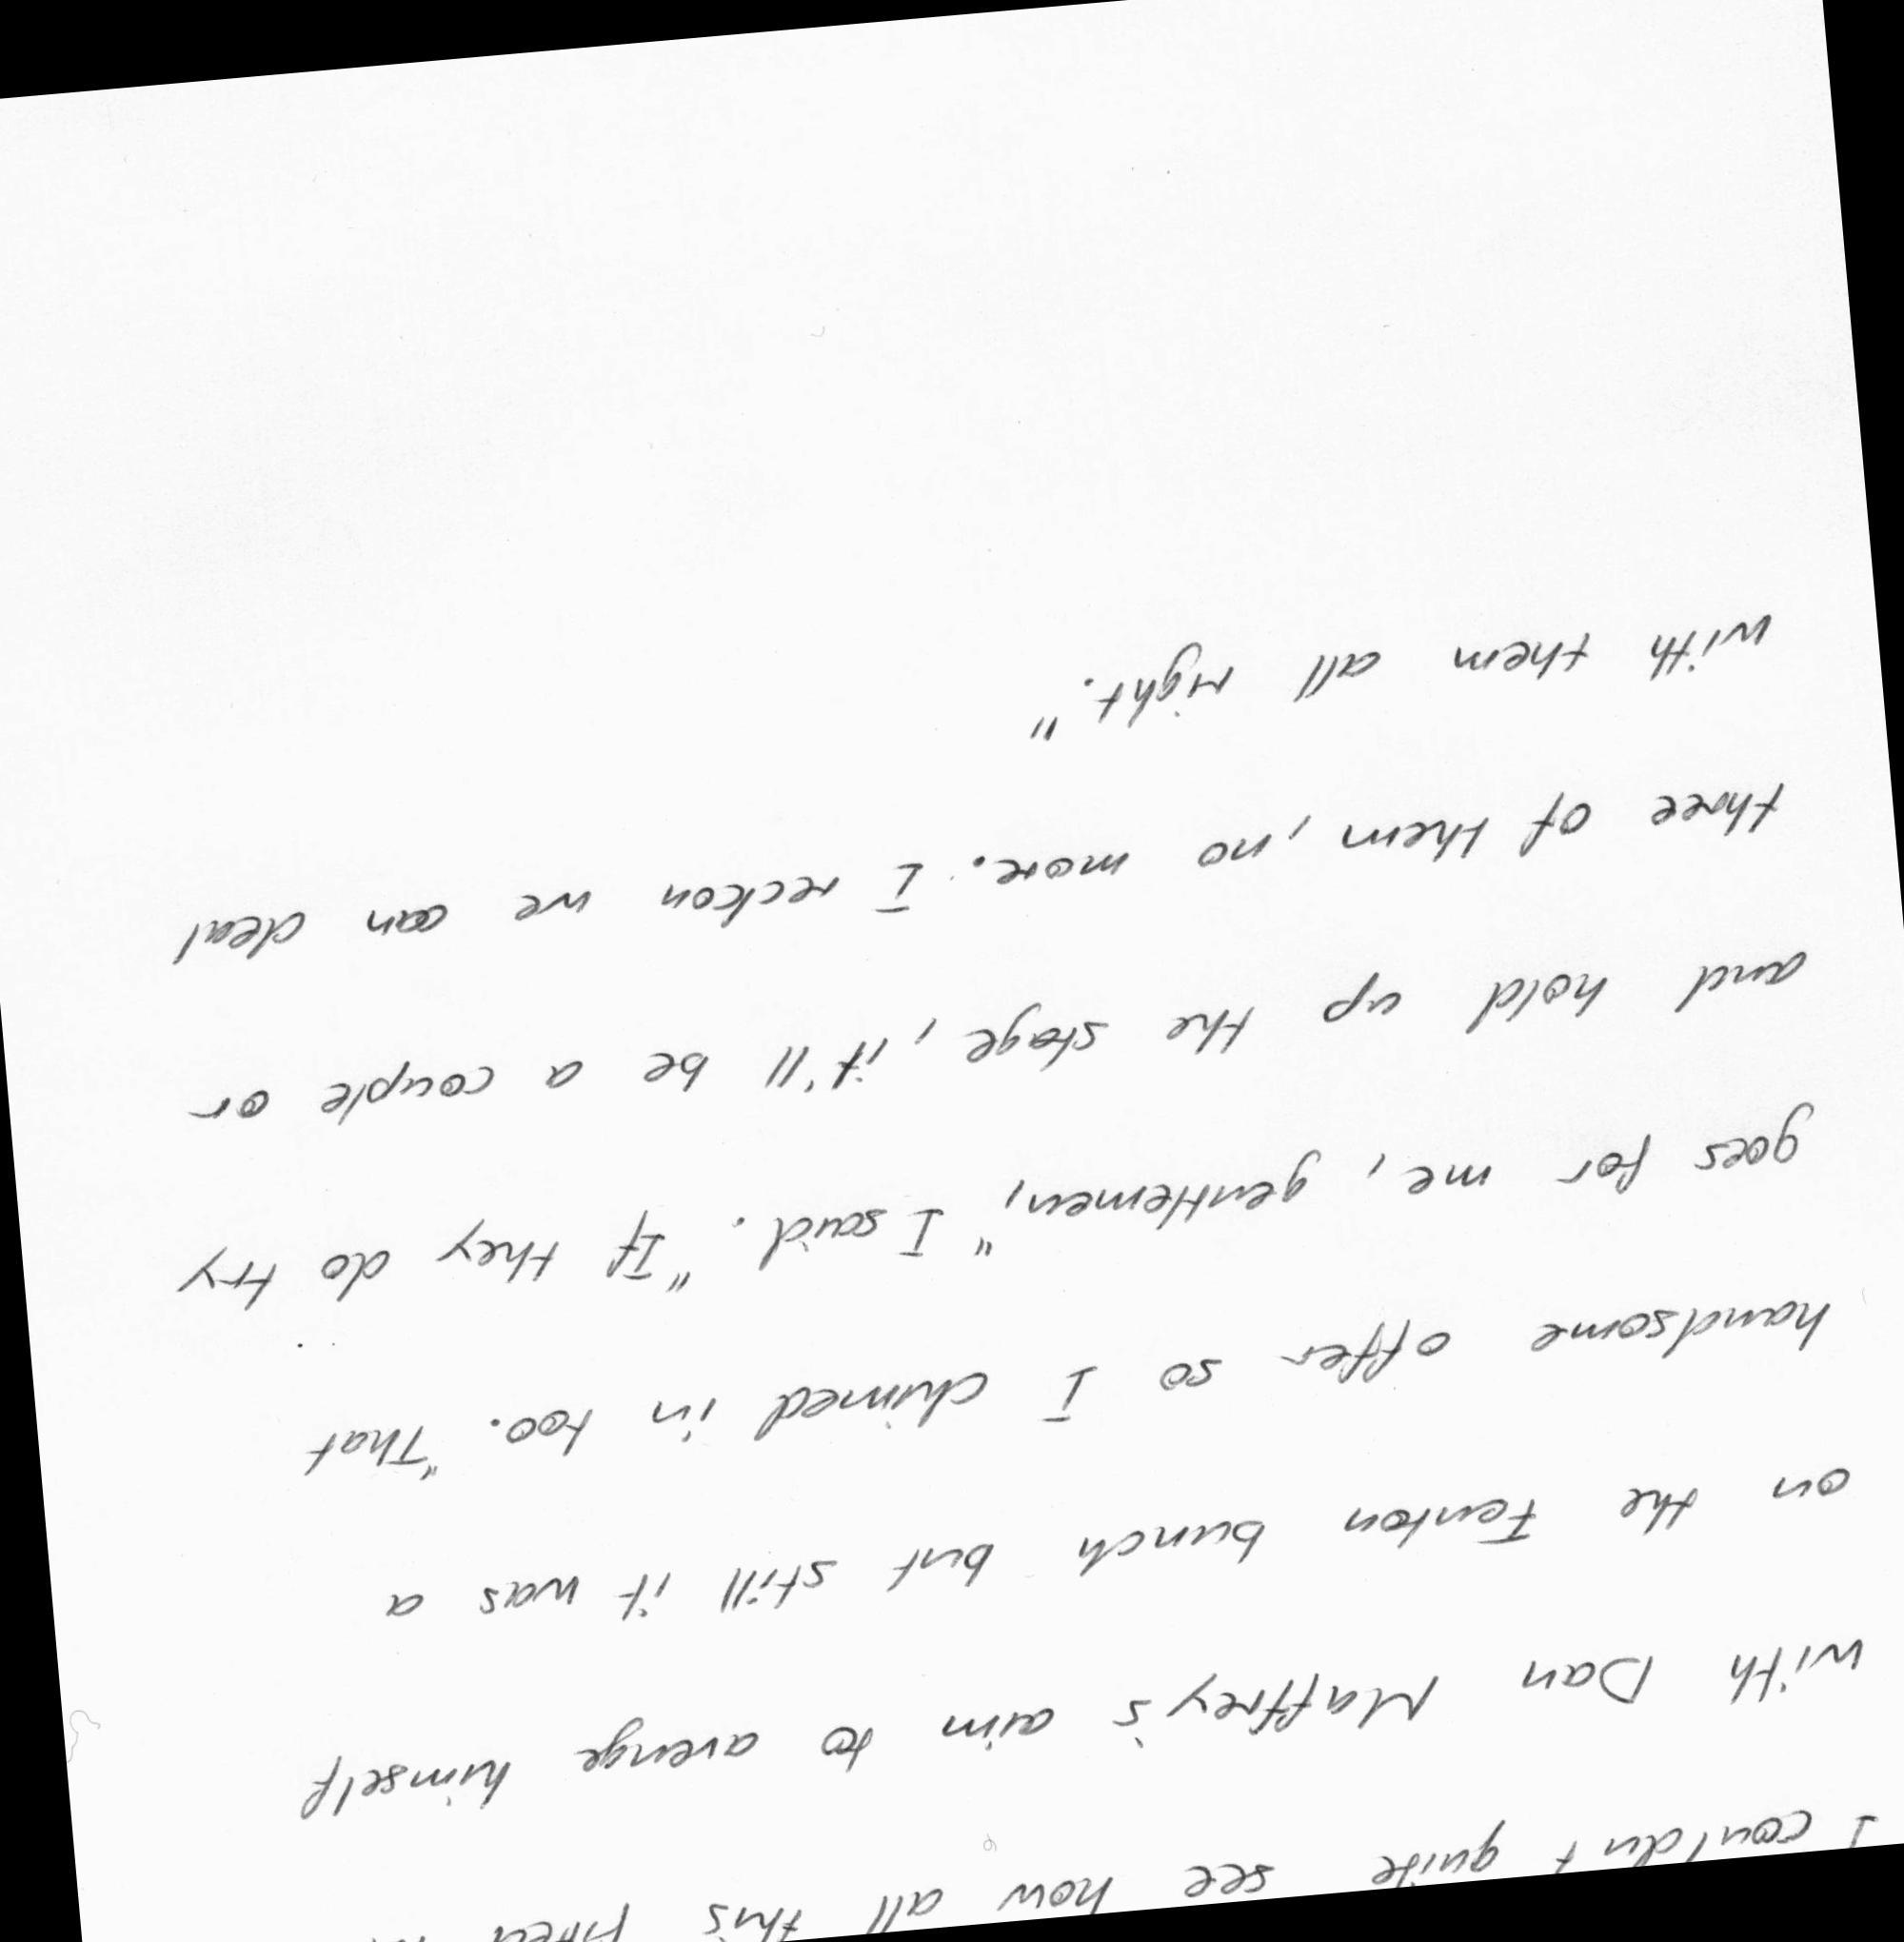 I couldn't quite see how all this fitted
with Dan Maffrey's aim to avenge himself
on the Fenton bunch but still it was a
handsome offer so I chimed in too. "That
goes for me, gentlemen," I said. "If they do try
and hold up the stage, it'll be a couple or
three of them, no more. I reckon we can deal
with them all right."